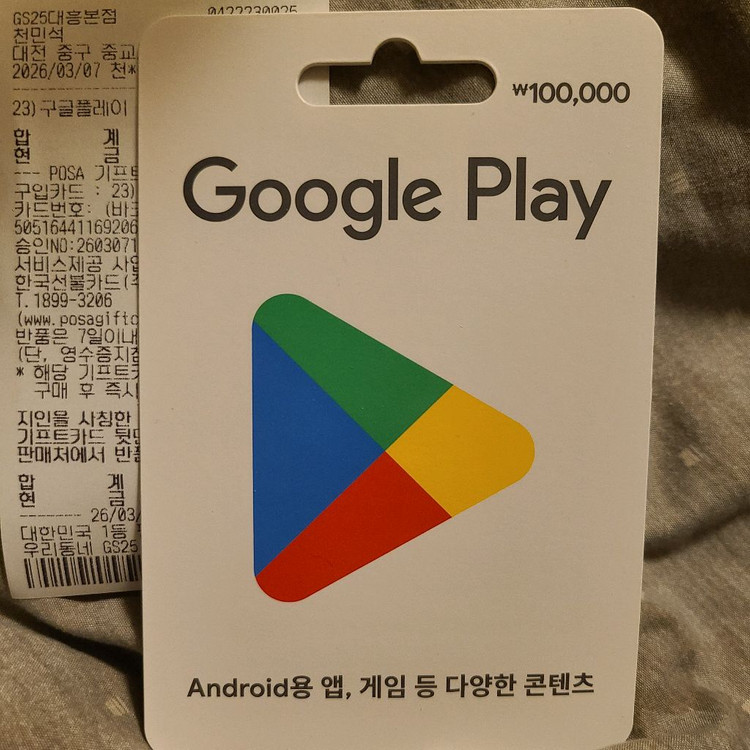 GS25대흥본점
0422230025
천민석
대전 중구 중교
2026/03/07 천*
23)구글플레이
합 계
현 금
--- POSA 기프트
구입카드 : 23)
카드번호: (바코
50516441169206
승인NO:2603071
서비스제공 사업
한국선불카드(주
T.1899-3206
(www.posagiftc
반품은 7일이내
(단, 영수증지참
* 해당 기프트카
구매 후 즉시
지인을 사칭한
기프트카드 뒷면
판매처에서 반품
합 계
현 금
26/03/
대한민국 1등
우리동네 GS25
₩100,000
Google Play
Android용 앱, 게임 등 다양한 콘텐츠